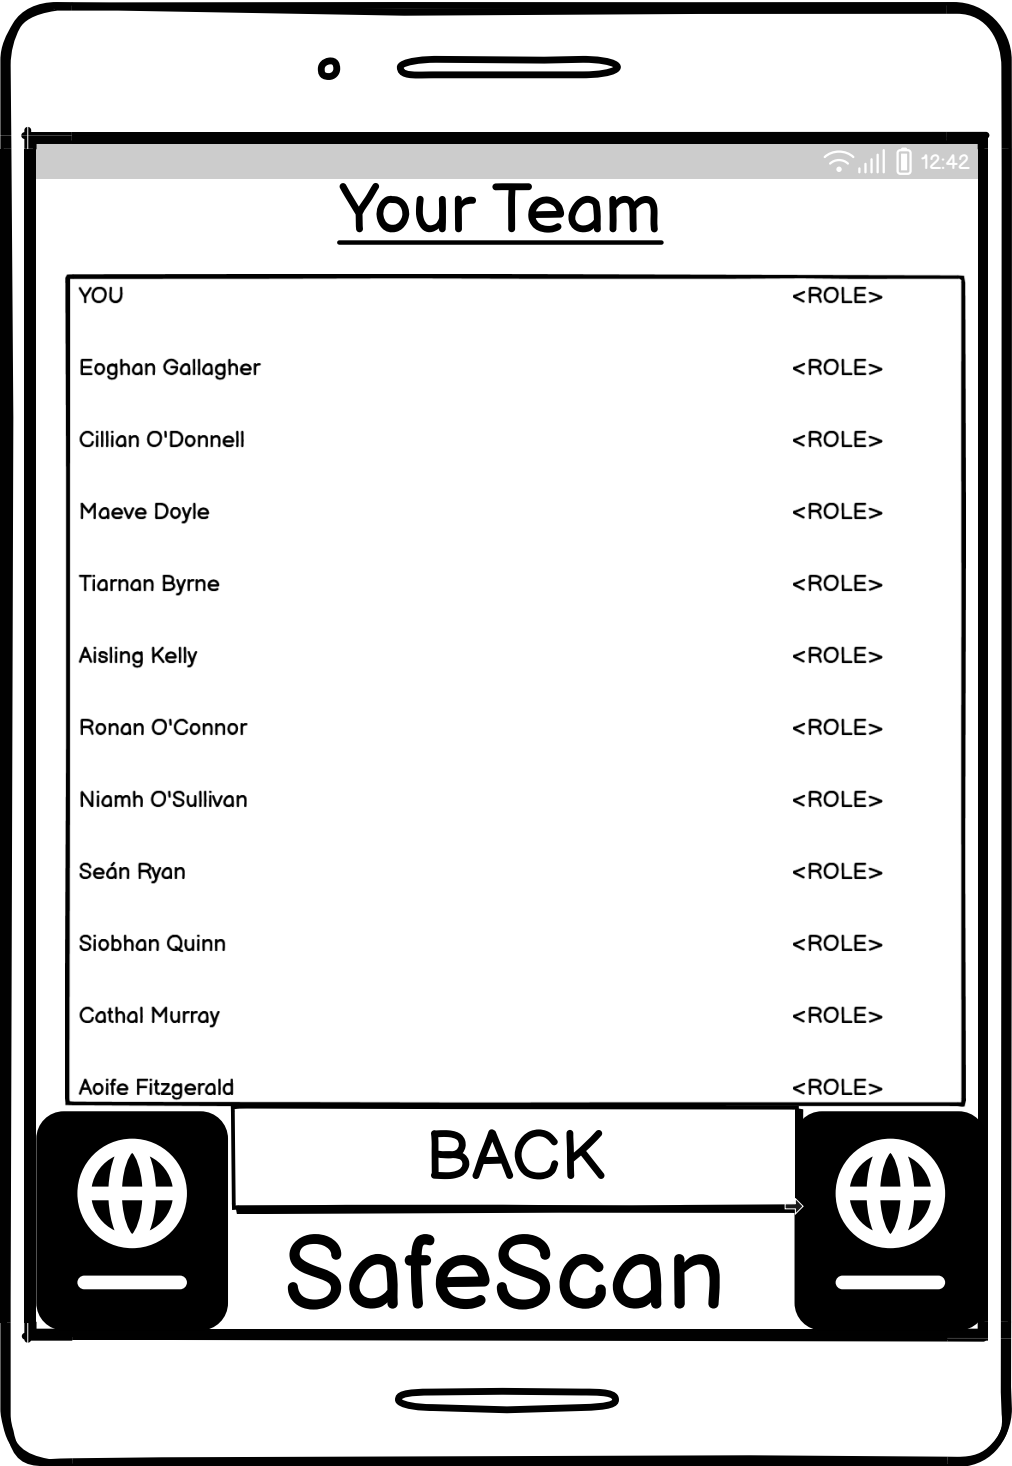 12:42
Your Team
YOU <ROLE>
Eoghan Gallagher <ROLE>
Cillian O'Donnell <ROLE>
Maeve Doyle <ROLE>
Tiarnan Byrne <ROLE>
Aisling Kelly <ROLE>
Ronan O'Connor <ROLE>
Niamh O'Sullivan <ROLE>
Seán Ryan <ROLE>
Siobhan Quinn <ROLE>
Cathal Murray <ROLE>
Aoife Fitzgerald <ROLE>
BACK
SafeScan